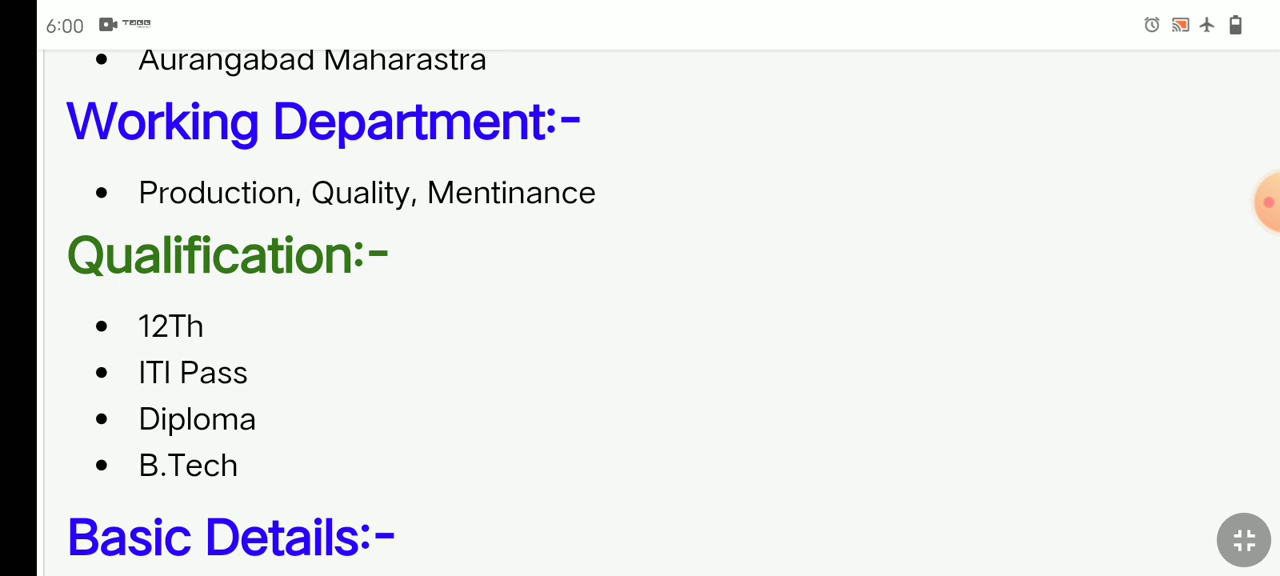 6:00
Aurangabad Maharastra
Working Department:-
Production, Quality, Mentinance
Qualification:-
12Th
ITI Pass
Diploma
B.Tech
Basic Details:-